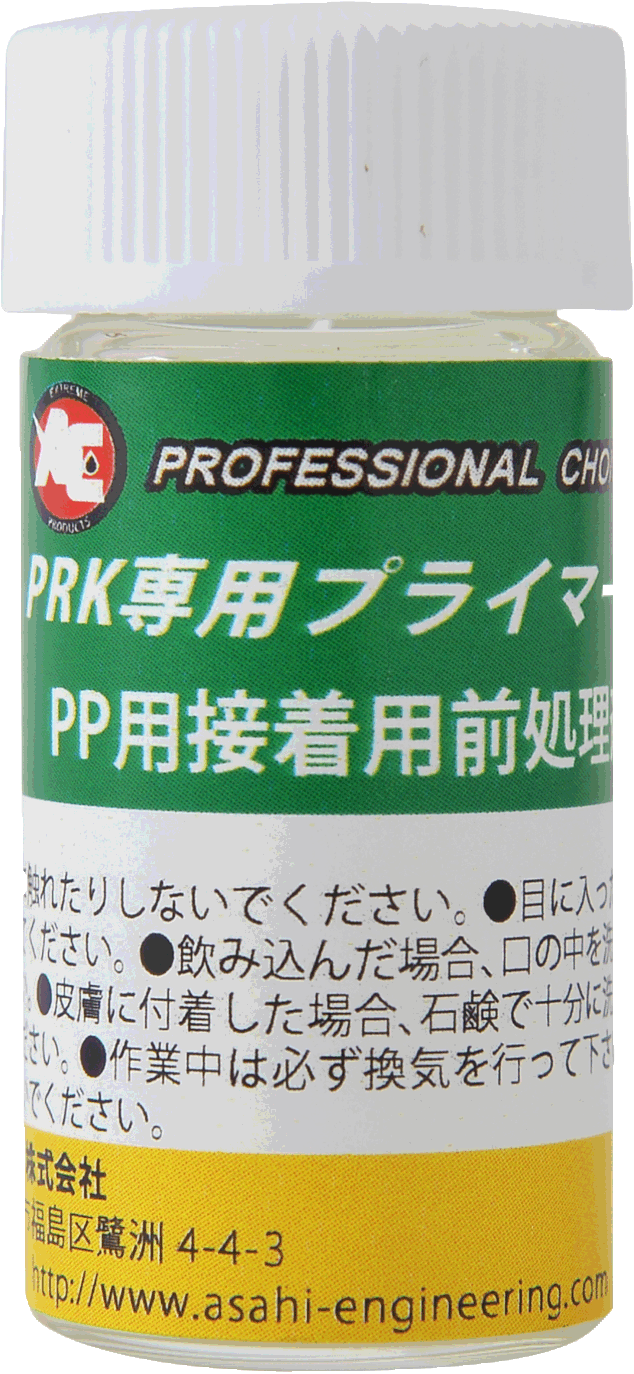 EXTREME
AE
PRODUCTS
PROFESSIONAL CHO
PRK専用プライマー
PP用接着用前処理
触れたりしないでください。●目に入っ
ください。●飲み込んだ場合、口の中を洗
。●皮膚に付着した場合、石鹸で十分に洗
ださい。●作業中は必ず換気を行って下さ
でください。
株式会社
福島区鷺洲 4-4-3
http://www.asahi-engineering.com